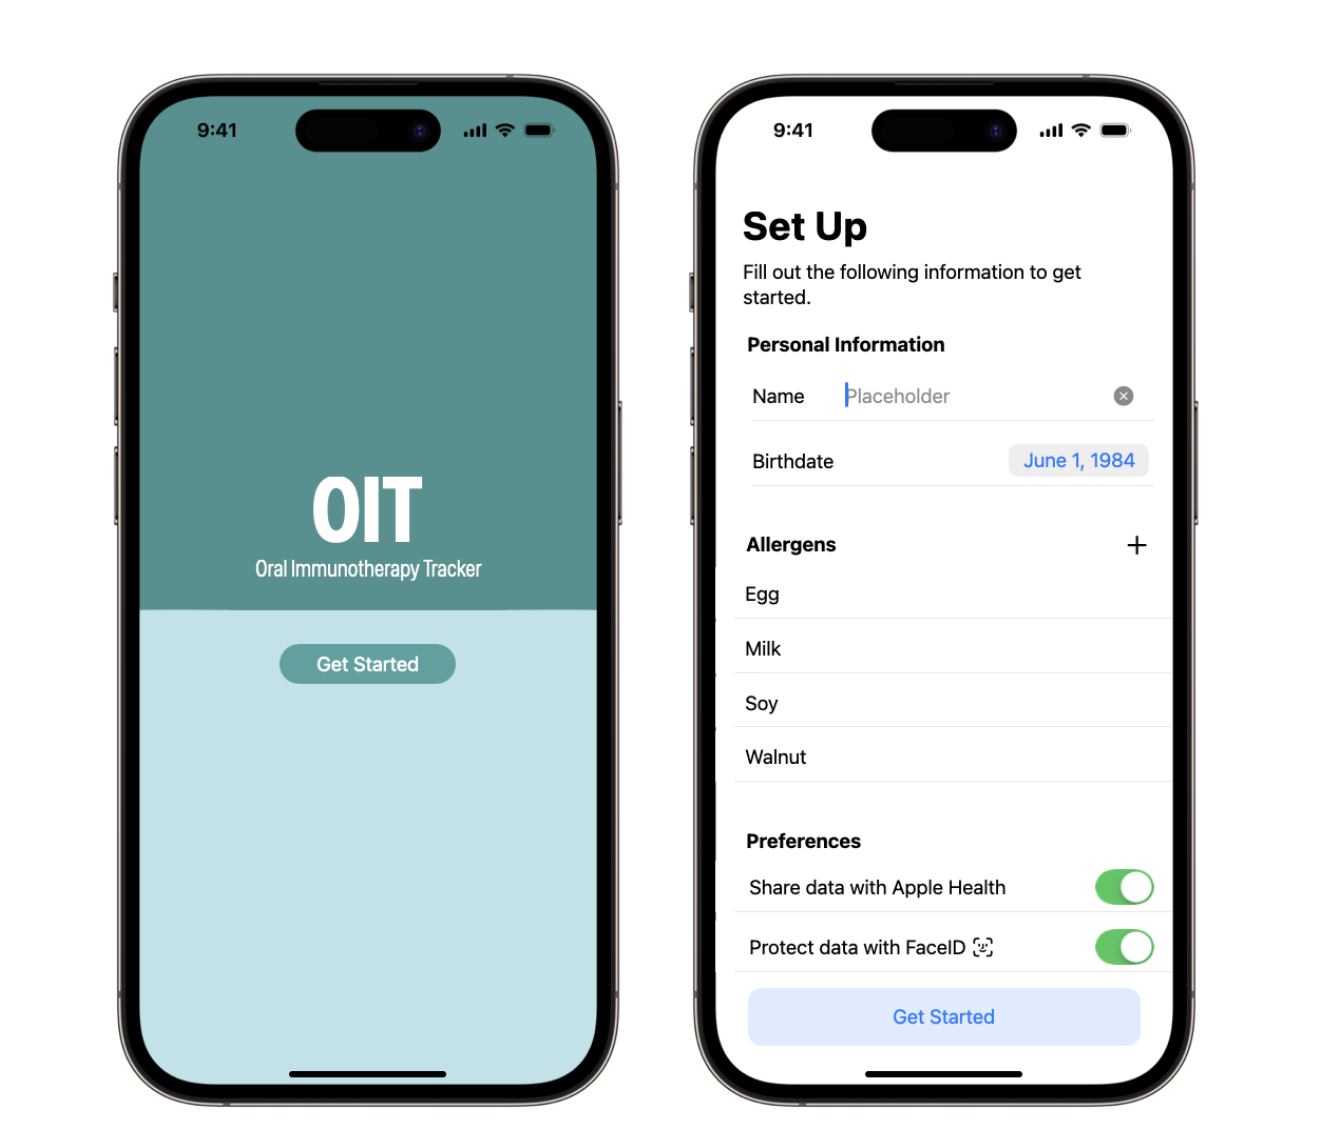 9:41
OIT
Oral Immunotherapy Tracker
Get Started
9:41
Set Up
Fill out the following information to get
started.
Personal Information
Name Placeholder
Birthdate June 1, 1984
Allergens +
Egg
Milk
Soy
Walnut
Preferences
Share data with Apple Health
Protect data with FaceID
Get Started